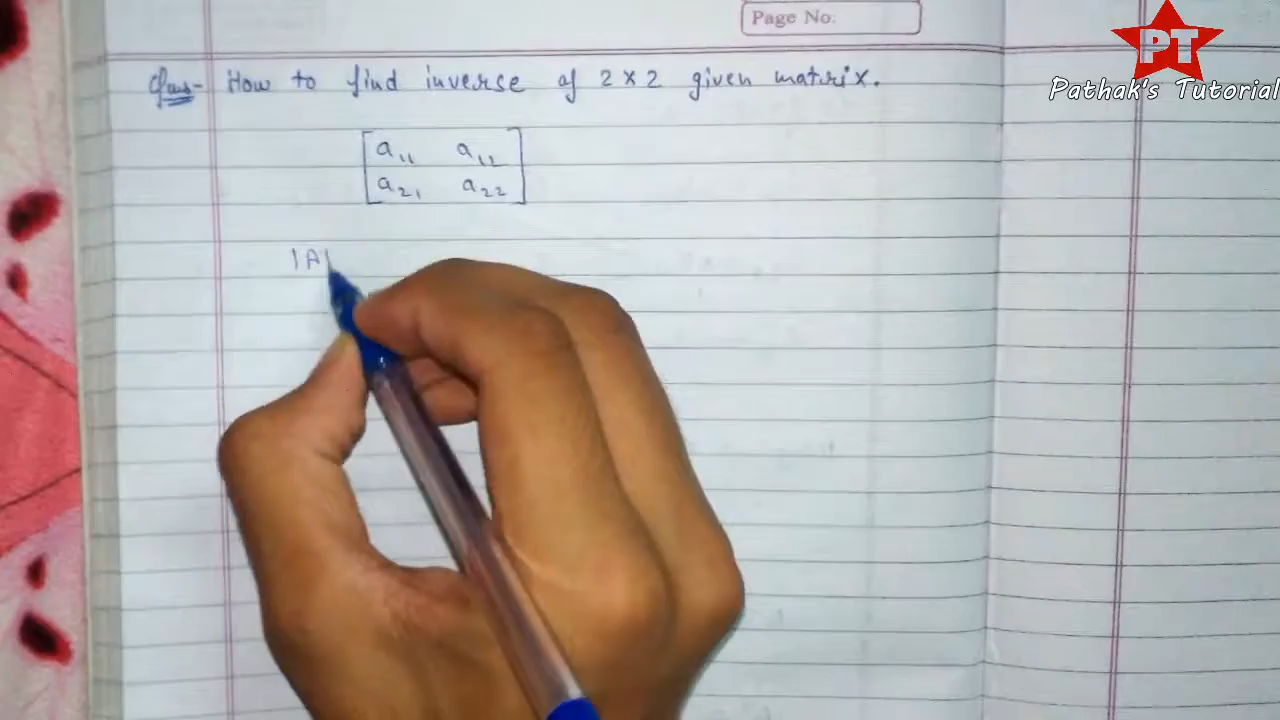 Page No.
PT
Pathak's Tutorial
Ques- How to find inverse of 2 × 2 given matrix.
a11 a12
a21 a22
|A|